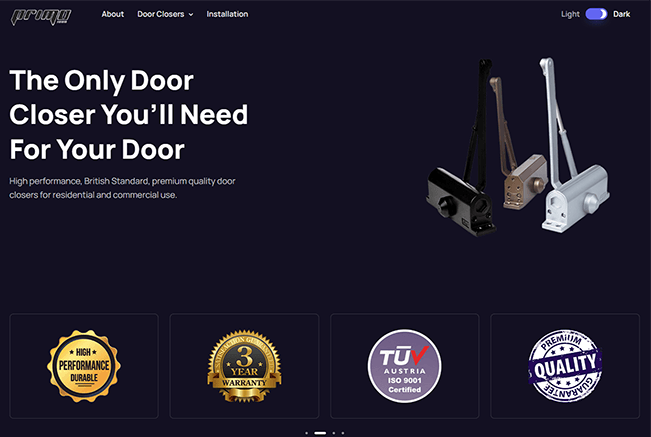 PRIMO
About
Door Closers
Installation
Light
Dark
The Only Door
Closer You’ll Need
For Your Door
High performance, British Standard, premium quality door
closers for residential and commercial use.
HIGH
PERFORMANCE
DURABLE
SATISFACTION GUARANTEE
3
YEAR
WARRANTY
TÜV
AUSTRIA
ISO 9001
Certified
PREMIUM
QUALITY
GUARANTEE